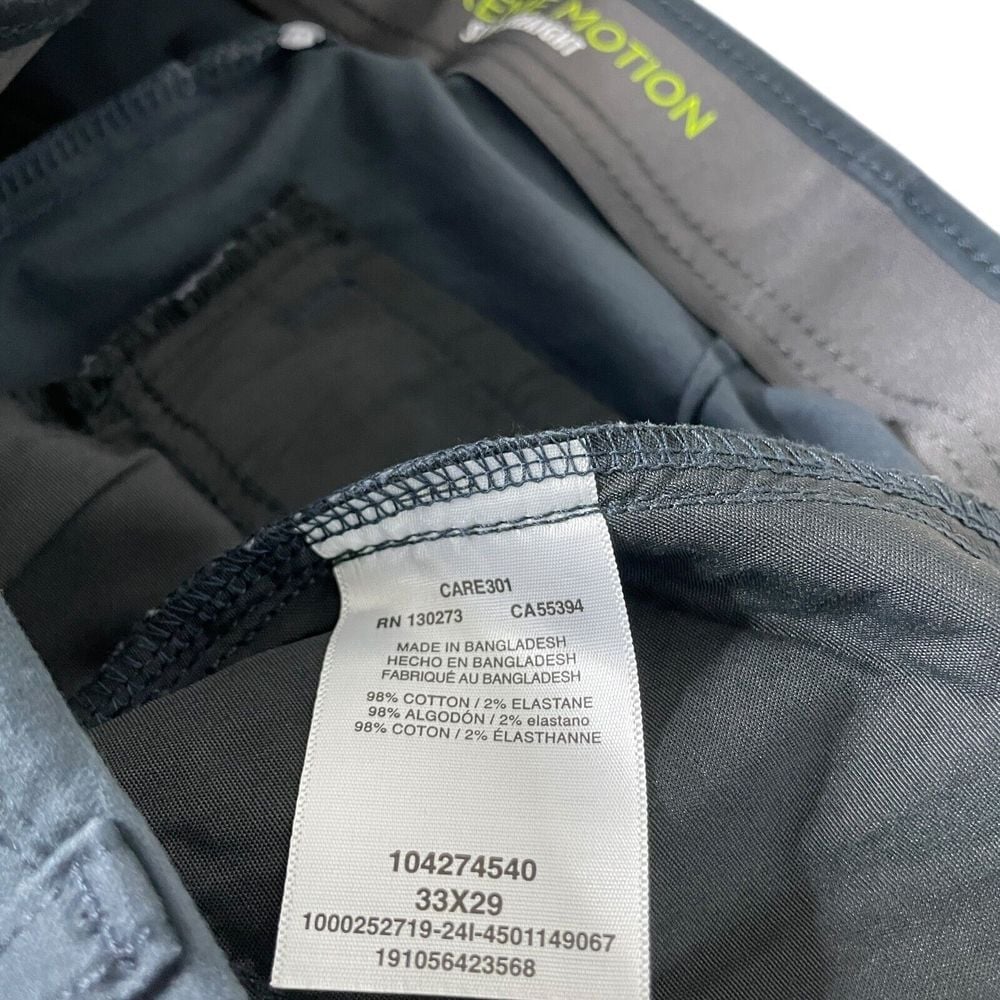 MOTION
CARE301
RN 130273 CA55394
MADE IN BANGLADESH
HECHO EN BANGLADESH
FABRIQUÉ AU BANGLADESH
98% COTTON / 2% ELASTANE
98% ALGODÓN / 2% elastano
98% COTON / 2% ÉLASTHANNE
104274540
33X29
1000252719-24I-4501149067
191056423568